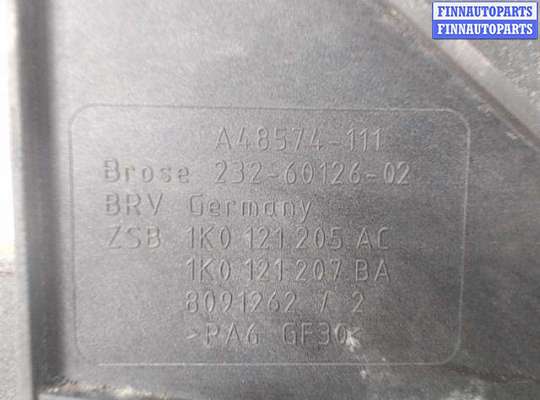 FINNAUTOPARTS
FINNAUTOPARTS
A48574-111
Brose 232-60126-02
BRV Germany
ZSB 1K0 121 205 AC
1K0 121 207 BA
8091262 / 2
>PA6 GF30<